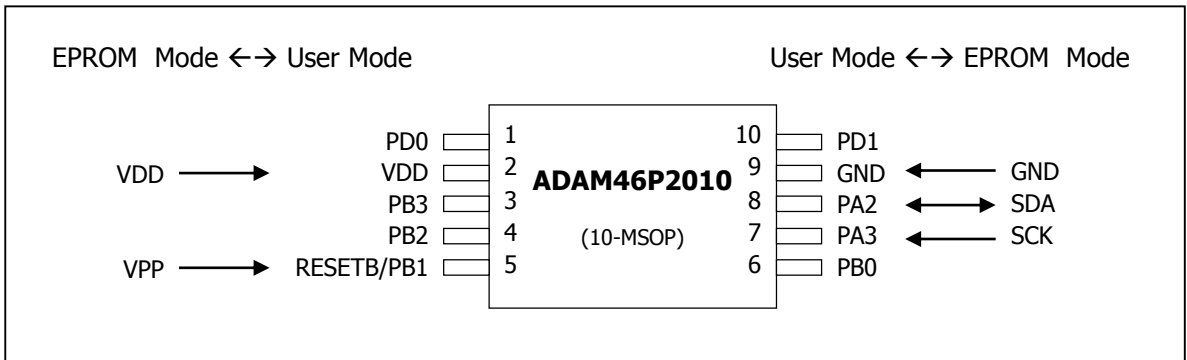 EPROM Mode ←→ User Mode
User Mode ←→ EPROM Mode
PD0 1 10 PD1
VDD VDD 2 ADAM46P2010 9 GND GND
PB3 3 8 PA2 SDA
PB2 4 (10-MSOP) 7 PA3 SCK
VPP RESETB/PB1 5 6 PB0